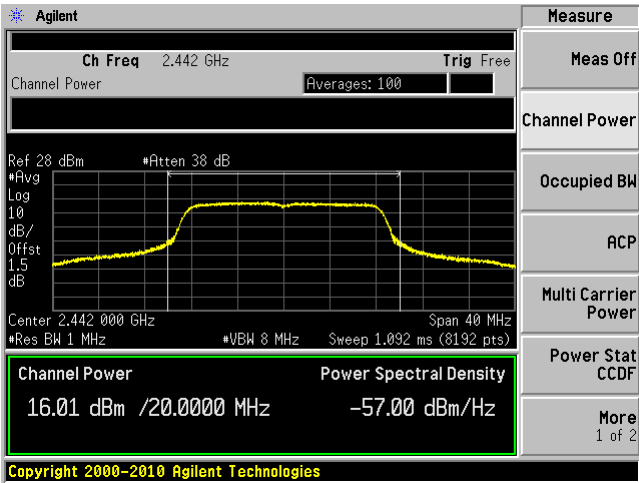 Agilent
Measure
Ch Freq 2.442 GHz Trig Free
Channel Power Averages: 100
Meas Off
Channel Power
Occupied BW
ACP
Multi Carrier
Power
Power Stat
CCDF
More
1 of 2
Ref 28 dBm #Atten 38 dB
#Avg
Log
10
dB/
Offst
1.5
dB
Center 2.442 000 GHz Span 40 MHz
#Res BW 1 MHz #VBW 8 MHz Sweep 1.092 ms (8192 pts)
Channel Power Power Spectral Density
16.01 dBm /20.0000 MHz -57.00 dBm/Hz
Copyright 2000-2010 Agilent Technologies